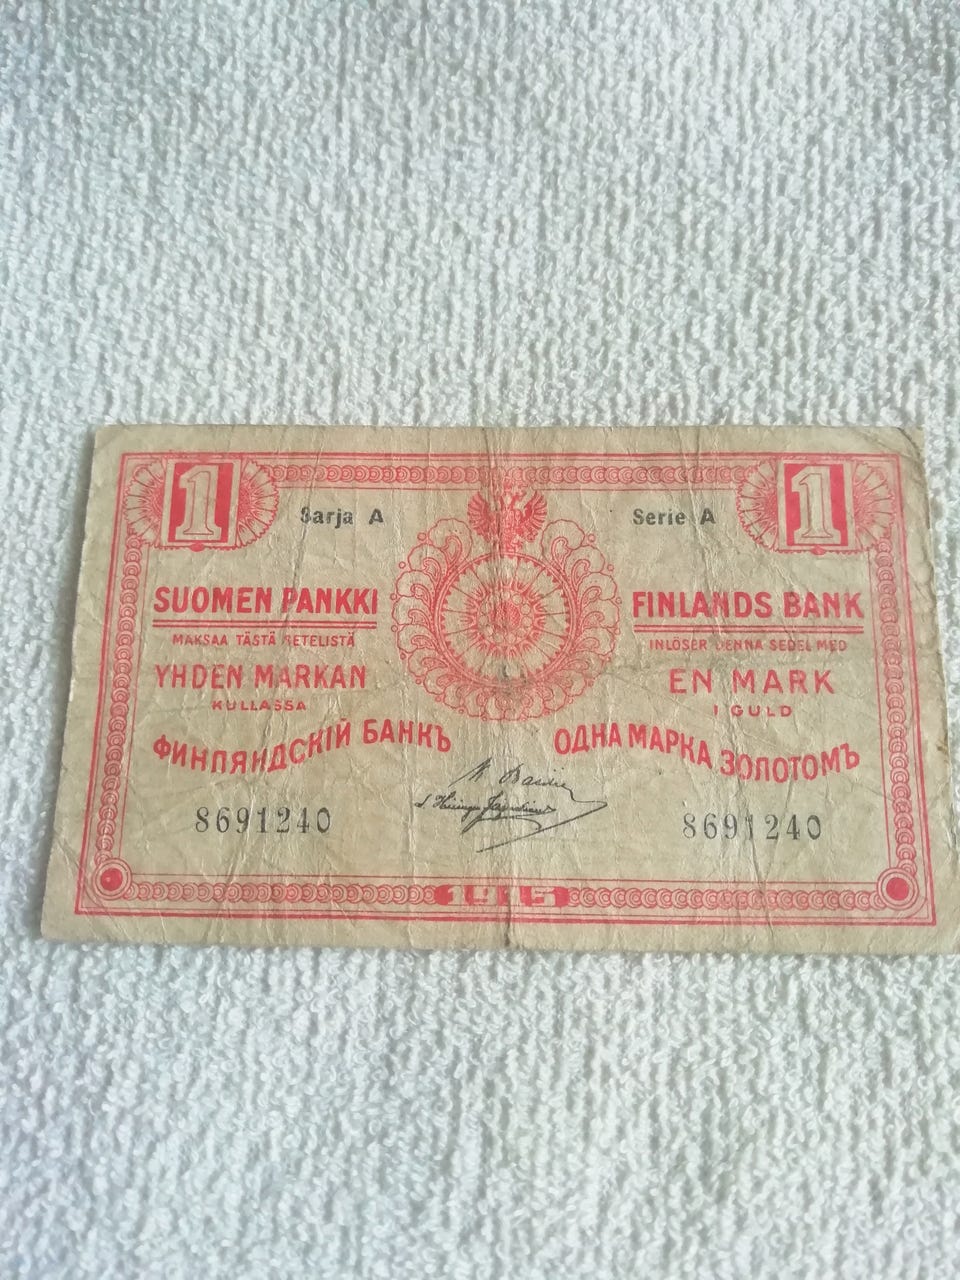 1 1
Sarja A Serie A
SUOMEN PANKKI
MAKSAA TÄSTÄ SETELISTÄ
YHDEN MARKAN
KULLASSA
FINLANDS BANK
INLÖSER DENNA SEDEL MED
EN MARK
I GULD
ФИНЛЯНДСКІЙ БАНКЪ
ОДНА МАРКА ЗОЛОТОМЪ
8691240 8691240
1915